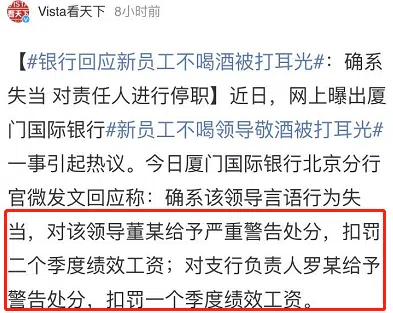 Vista看天下
8小时前
【#银行回应新员工不喝酒被打耳光#：确系
失当 对责任人进行停职】近日，网上曝出厦
门国际银行#新员工不喝领导敬酒被打耳光#
一事引起热议。今日厦门国际银行北京分行
官微发文回应称：确系该领导言语行为失
当，对该领导董某给予严重警告处分，扣罚
二个季度绩效工资；对支行负责人罗某给予
警告处分，扣罚一个季度绩效工资。